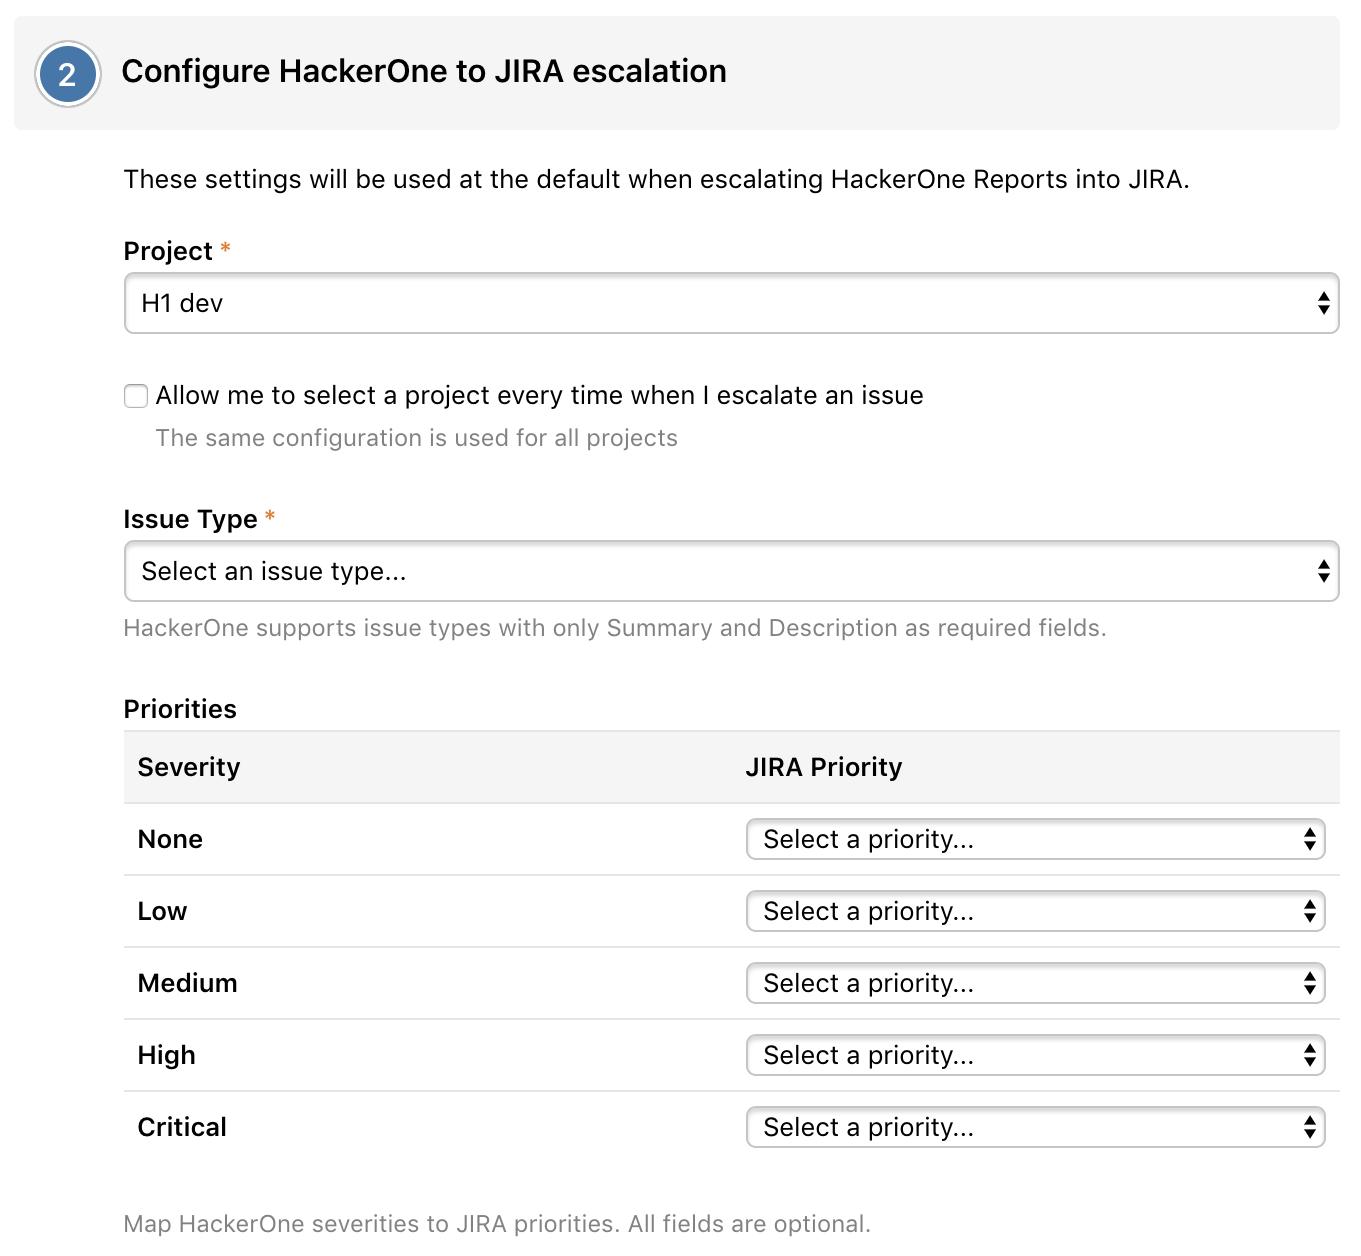 2
Configure HackerOne to JIRA escalation
These settings will be used at the default when escalating HackerOne Reports into JIRA.
Project *
H1 dev
Allow me to select a project every time when I escalate an issue
The same configuration is used for all projects
Issue Type *
Select an issue type...
HackerOne supports issue types with only Summary and Description as required fields.
Priorities
Severity JIRA Priority
None Select a priority...
Low Select a priority...
Medium Select a priority...
High Select a priority...
Critical Select a priority...
Map HackerOne severities to JIRA priorities. All fields are optional.